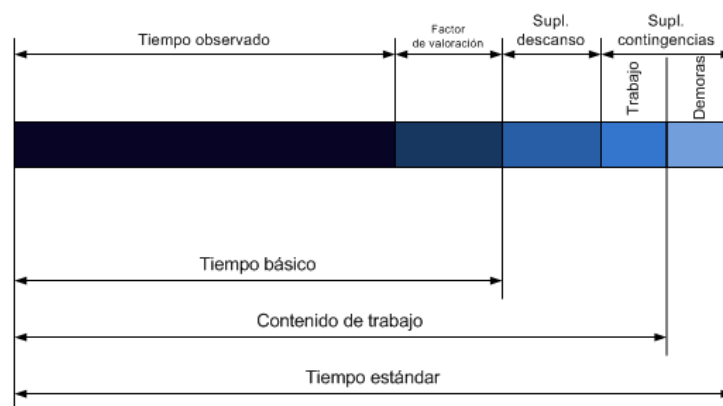 Tiempo observado
Factor
de valoración
Supl.
descanso
Supl.
contingencias
Trabajo
Demoras
Tiempo básico
Contenido de trabajo
Tiempo estándar